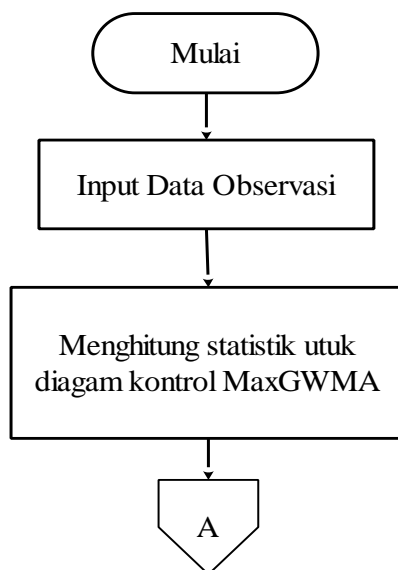 Mulai
Input Data Observasi
Menghitung statistik utuk
diagam kontrol MaxGWMA
A